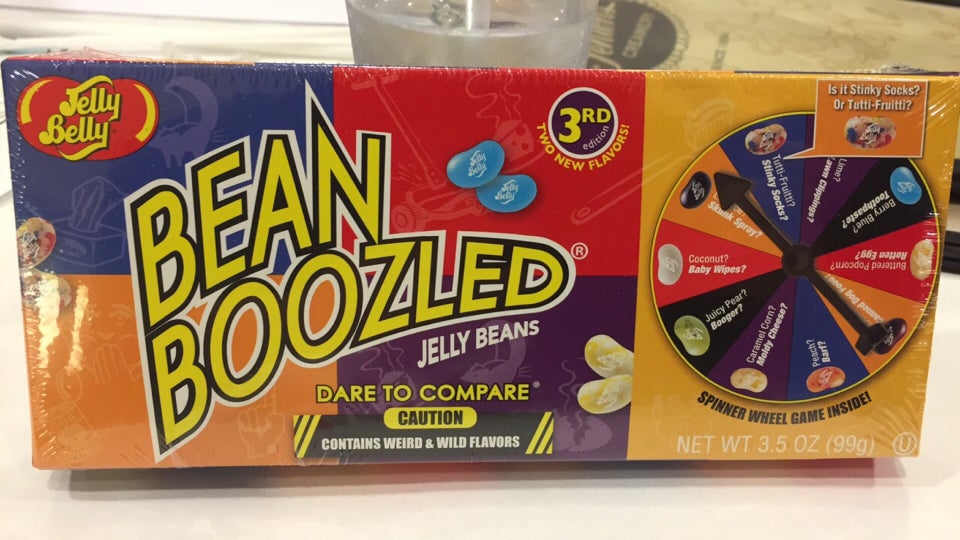 Jelly
Belly
BEAN
BOOZLED®
JELLY BEANS
DARE TO COMPARE®
CAUTION
CONTAINS WEIRD & WILD FLAVORS
3RD
edition
TWO NEW FLAVORS!
Is it Stinky Socks?
Or Tutti-Fruitti?
Tutti-Fruitti?
Stinky Socks?
Lime?
Lawn Clippings?
Berry Blue?
Toothpaste?
Buttered Popcorn?
Rotten Egg?
Peach?
Barf?
Caramel Corn?
Moldy Cheese?
Juicy Pear?
Booger?
Coconut?
Baby Wipes?
Skunk Spray?
SPINNER WHEEL GAME INSIDE!
NET WT 3.5 OZ (99g) U